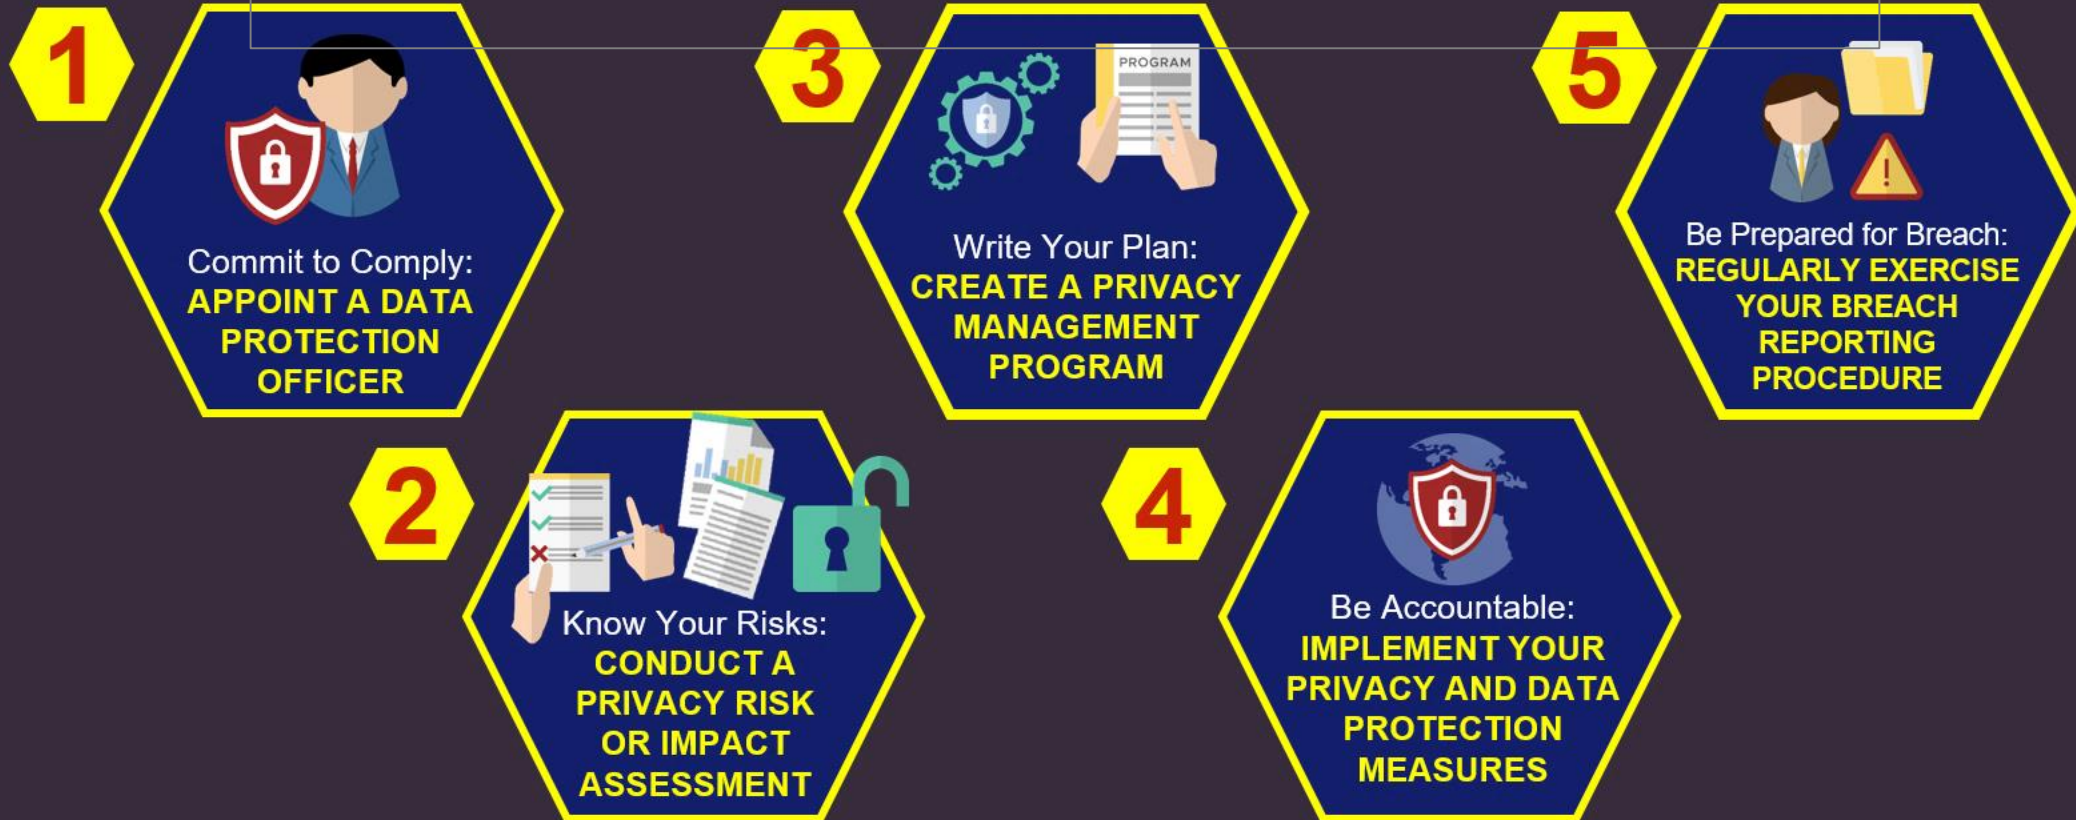 1
Commit to Comply:
APPOINT A DATA
PROTECTION
OFFICER
2
Know Your Risks:
CONDUCT A
PRIVACY RISK
OR IMPACT
ASSESSMENT
3
PROGRAM
Write Your Plan:
CREATE A PRIVACY
MANAGEMENT
PROGRAM
4
Be Accountable:
IMPLEMENT YOUR
PRIVACY AND DATA
PROTECTION
MEASURES
5
Be Prepared for Breach:
REGULARLY EXERCISE
YOUR BREACH
REPORTING
PROCEDURE